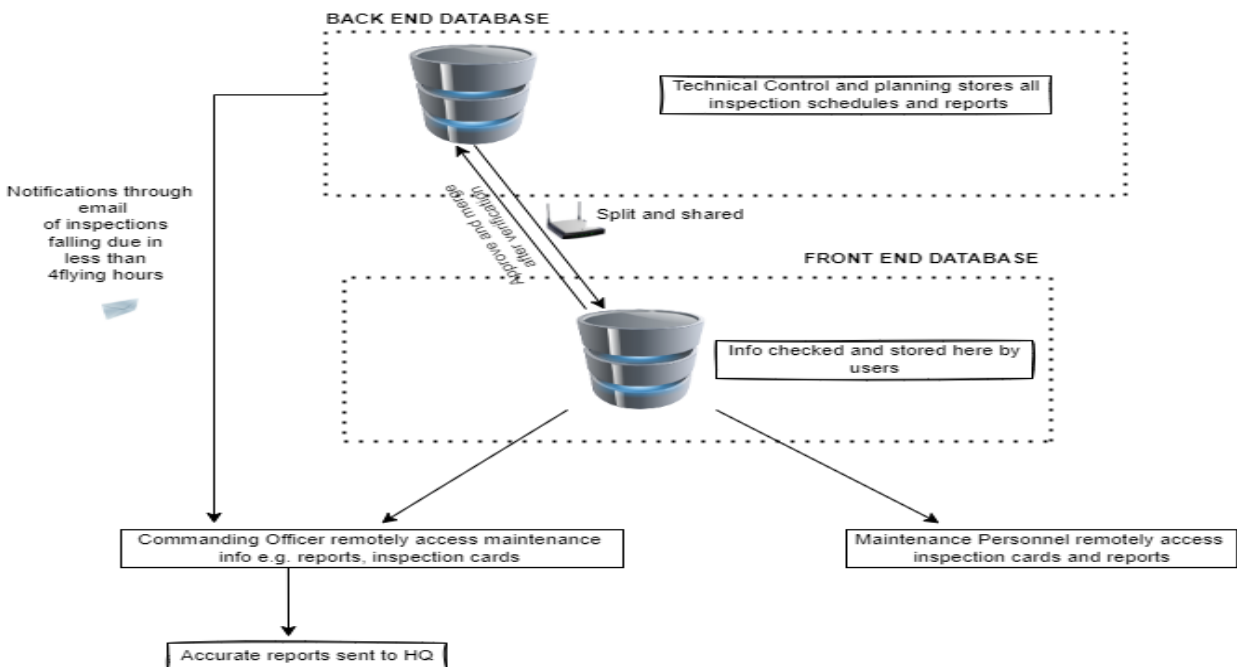 BACK END DATABASE
Technical Control and planning stores all
inspection schedules and reports
Notifications through
email
of inspections
falling due in
less than
4flying hours
Approve and merge
after verification
Split and shared
FRONT END DATABASE
Info checked and stored here by
users
Commanding Officer remotely access maintenance
info e.g. reports, inspection cards
Maintenance Personnel remotely access
inspection cards and reports
Accurate reports sent to HQ